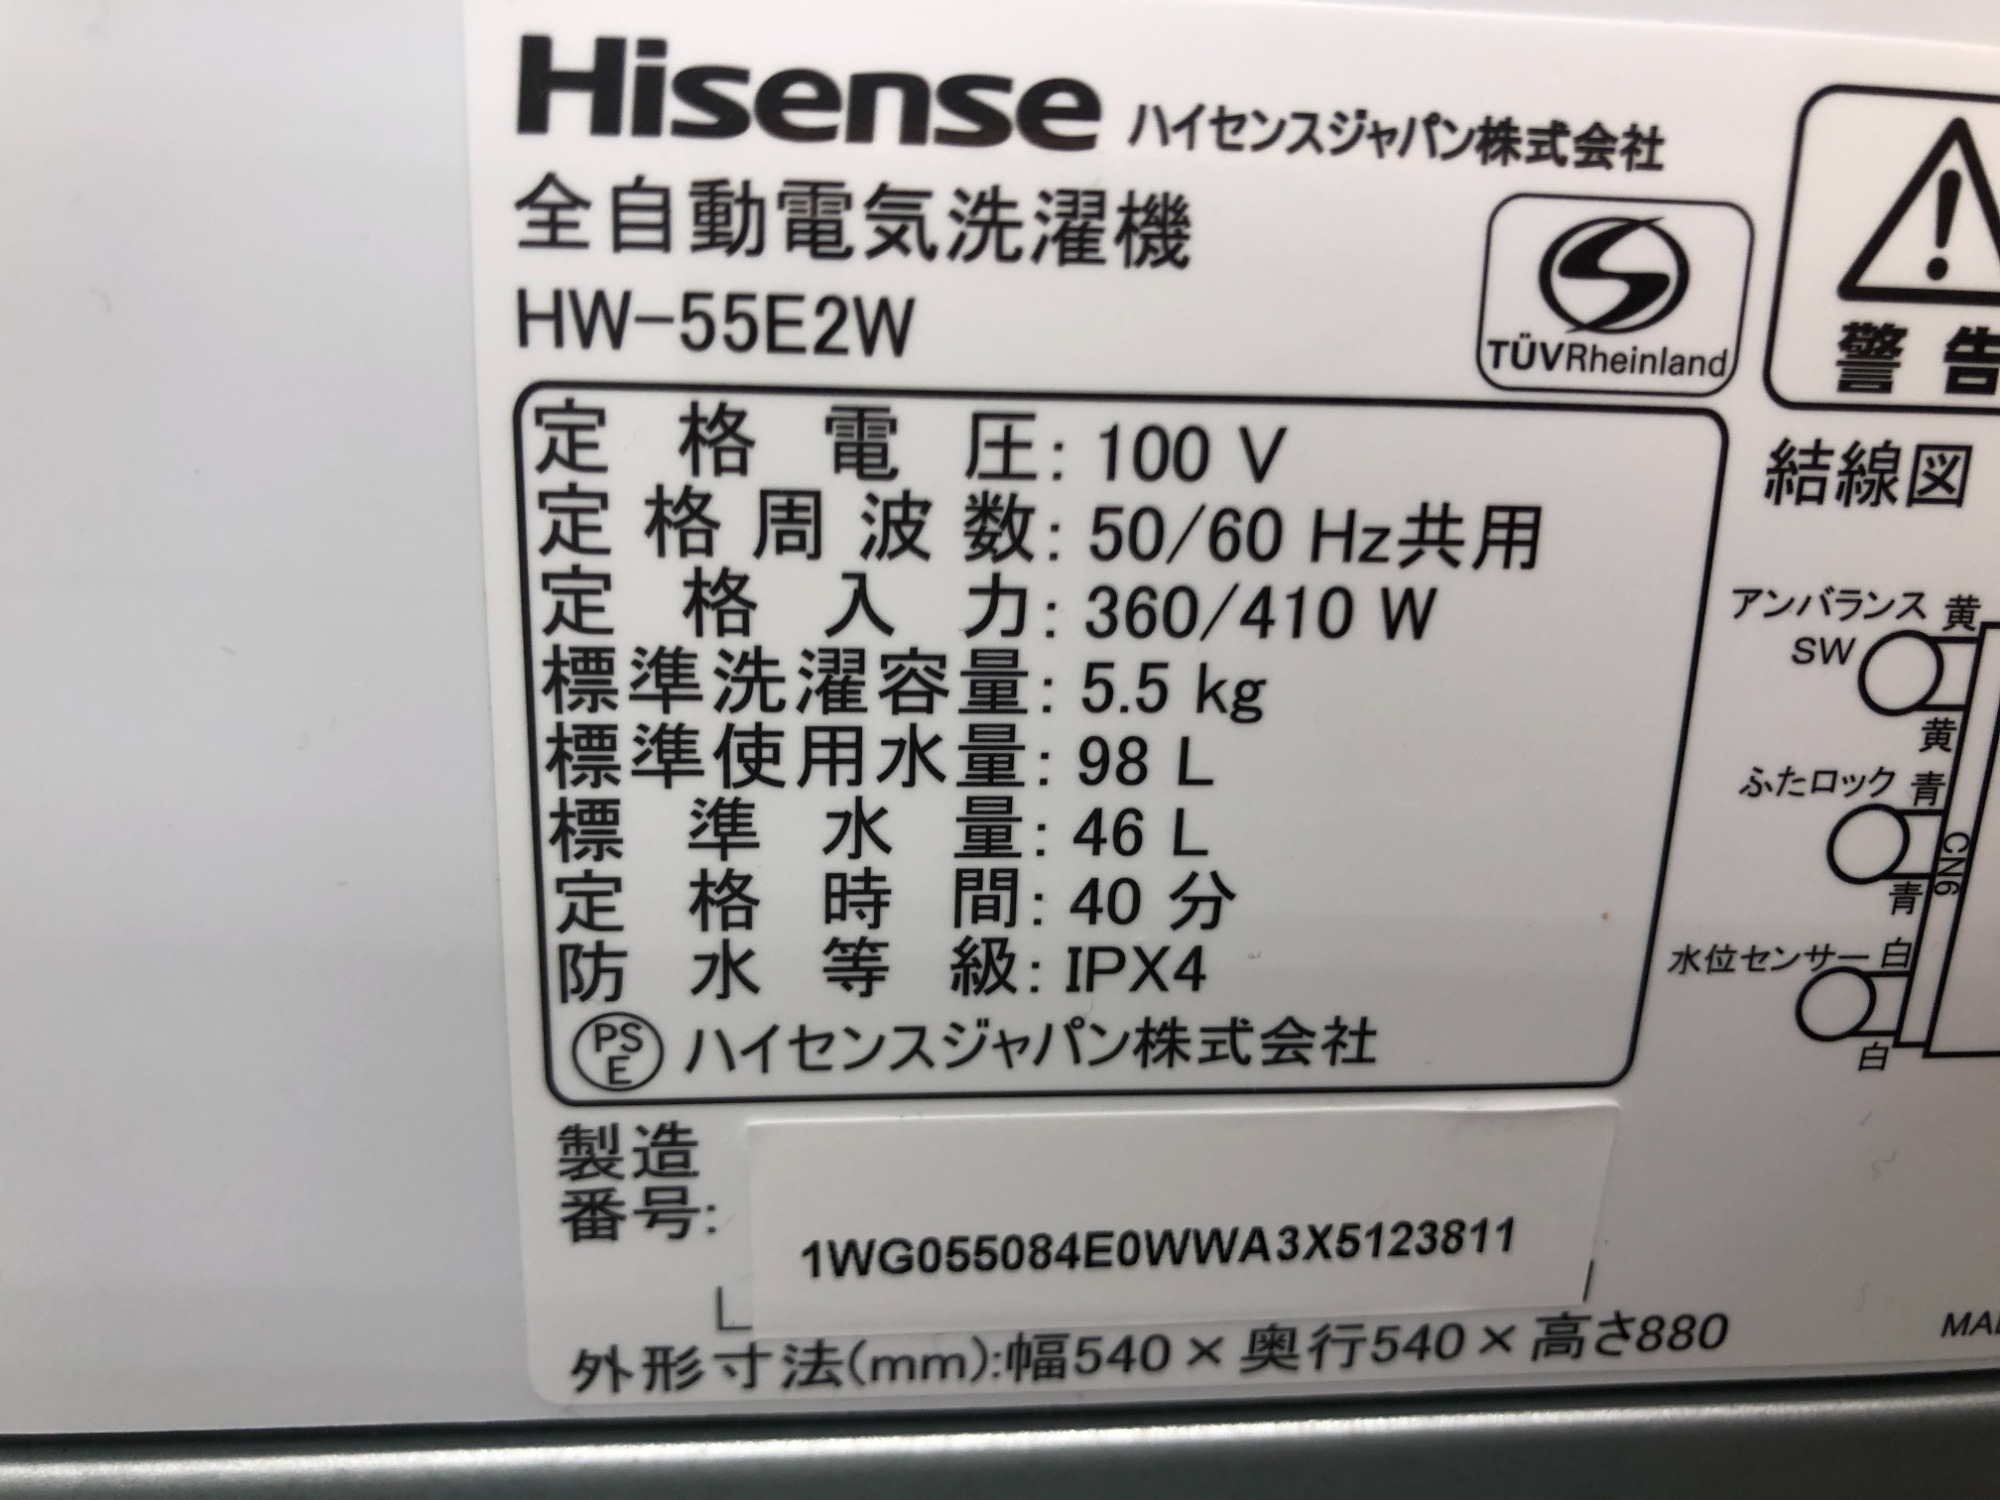 Hisense ハイセンスジャパン株式会社
全自動電気洗濯機
HW-55E2W
TÜVRheinland
警告
定格電圧: 100 V
定格周波数: 50/60 Hz共用
定格入力: 360/410 W
標準洗濯容量: 5.5 kg
標準使用水量: 98 L
標準水量: 46 L
定格時間: 40 分
防水等級: IPX4
PSE ハイセンスジャパン株式会社
製造
番号:
1WG055084E0WWA3X5123811
外形寸法(mm):幅540×奥行540×高さ880
結線図
アンバランス 黄
SW
黄
ふたロック 青
CN6
青
水位センサー 白
白